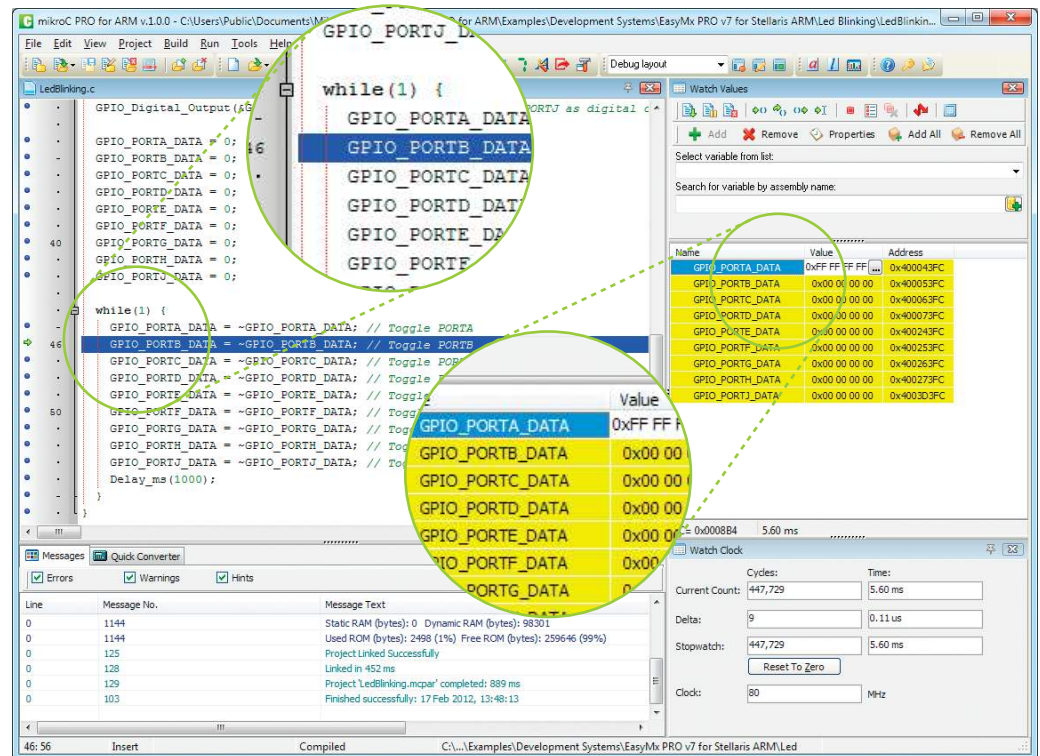 mikroC PRO for ARM v.1.0.0 - C:\Users\Public\Documents\Mi for ARM\Examples\Development Systems\EasyMx PRO v7 for Stellaris ARM\Led Blinking\LedBlinkin...
File Edit View Project Build Run Tools Help
Debug layout
LedBlinking.c
GPIO_Digital_Output(&G PORTJ as digital
GPIO_PORTA_DATA = 0;
GPIO_PORTB_DATA = 0;
GPIO_PORTC_DATA = 0;
GPIO_PORTD_DATA = 0;
GPIO_PORTE_DATA = 0;
GPIO_PORTF_DATA = 0;
40 GPIO_PORTG_DATA = 0;
GPIO_PORTH_DATA = 0;
GPIO_PORTJ_DATA = 0;
while(1) {
GPIO_PORTA_DATA = ~GPIO_PORTA_DATA; // Toggle PORTA
46 GPIO_PORTB_DATA = ~GPIO_PORTB_DATA; // Toggle PORTB
GPIO_PORTC_DATA = ~GPIO_PORTC_DATA; // Toggle
GPIO_PORTD_DATA = ~GPIO_PORTD_DATA; // Toggle
GPIO_PORTE_DATA = ~GPIO_PORTE_DATA; //
50 GPIO_PORTF_DATA = ~GPIO_PORTF_DATA; //
GPIO_PORTG_DATA = ~GPIO_PORTG_DATA; //
GPIO_PORTH_DATA = ~GPIO_PORTH_DATA; //
GPIO_PORTJ_DATA = ~GPIO_PORTJ_DATA; //
Delay_ms(1000);
}
}
GPIO_PORTJ_D
while(1) {
GPIO_PORTA_DATA
46 GPIO_PORTB_DATA
GPIO_PORTC_DATA
GPIO_PORTD_DAT
GPIO_PORTE_DA
GPIO_PORTF
Value
GPIO_PORTA_DATA 0xFF FF F
GPIO_PORTB_DATA 0x00 00
GPIO_PORTC_DATA 0x00 00
GPIO_PORTD_DATA 0x00 00
GPIO_PORTE_DATA 0x00 00
PIO_PORTF_DATA 0x00
PORTG_DATA
Watch Values
Add Remove Properties Add All Remove All
Select variable from list:
Search for variable by assembly name:
Name Value Address
GPIO_PORTA_DATA 0xFF FF FF FF ... 0x400043FC
GPIO_PORTB_DATA 0x00 00 00 00 0x400053FC
GPIO_PORTC_DATA 0x00 00 00 00 0x400063FC
GPIO_PORTD_DATA 0x00 00 00 00 0x400073FC
GPIO_PORTE_DATA 0x00 00 00 00 0x400243FC
GPIO_PORTF_DATA 0x00 00 00 00 0x400253FC
GPIO_PORTG_DATA 0x00 00 00 00 0x400263FC
GPIO_PORTH_DATA 0x00 00 00 00 0x400273FC
GPIO_PORTJ_DATA 0x00 00 00 00 0x4003D3FC
C= 0x0008B4 5.60 ms
Watch Clock
Cycles: Time:
Current Count: 447,729 5.60 ms
Delta: 9 0.11 us
Stopwatch: 447,729 5.60 ms
Reset To Zero
Clock: 80 MHz
Messages Quick Converter
Errors Warnings Hints
Line Message No. Message Text
0 1144 Static RAM (bytes): 0 Dynamic RAM (bytes): 98301
0 1144 Used ROM (bytes): 2498 (1%) Free ROM (bytes): 259646 (99%)
0 125 Project Linked Successfully
0 128 Linked in 452 ms
0 129 Project 'LedBlinking.mcpar' completed: 889 ms
0 103 Finished successfully: 17 Feb 2012, 13:48:13
46: 56 Insert Compiled C:\...\Examples\Development Systems\EasyMx PRO v7 for Stellaris ARM\Led